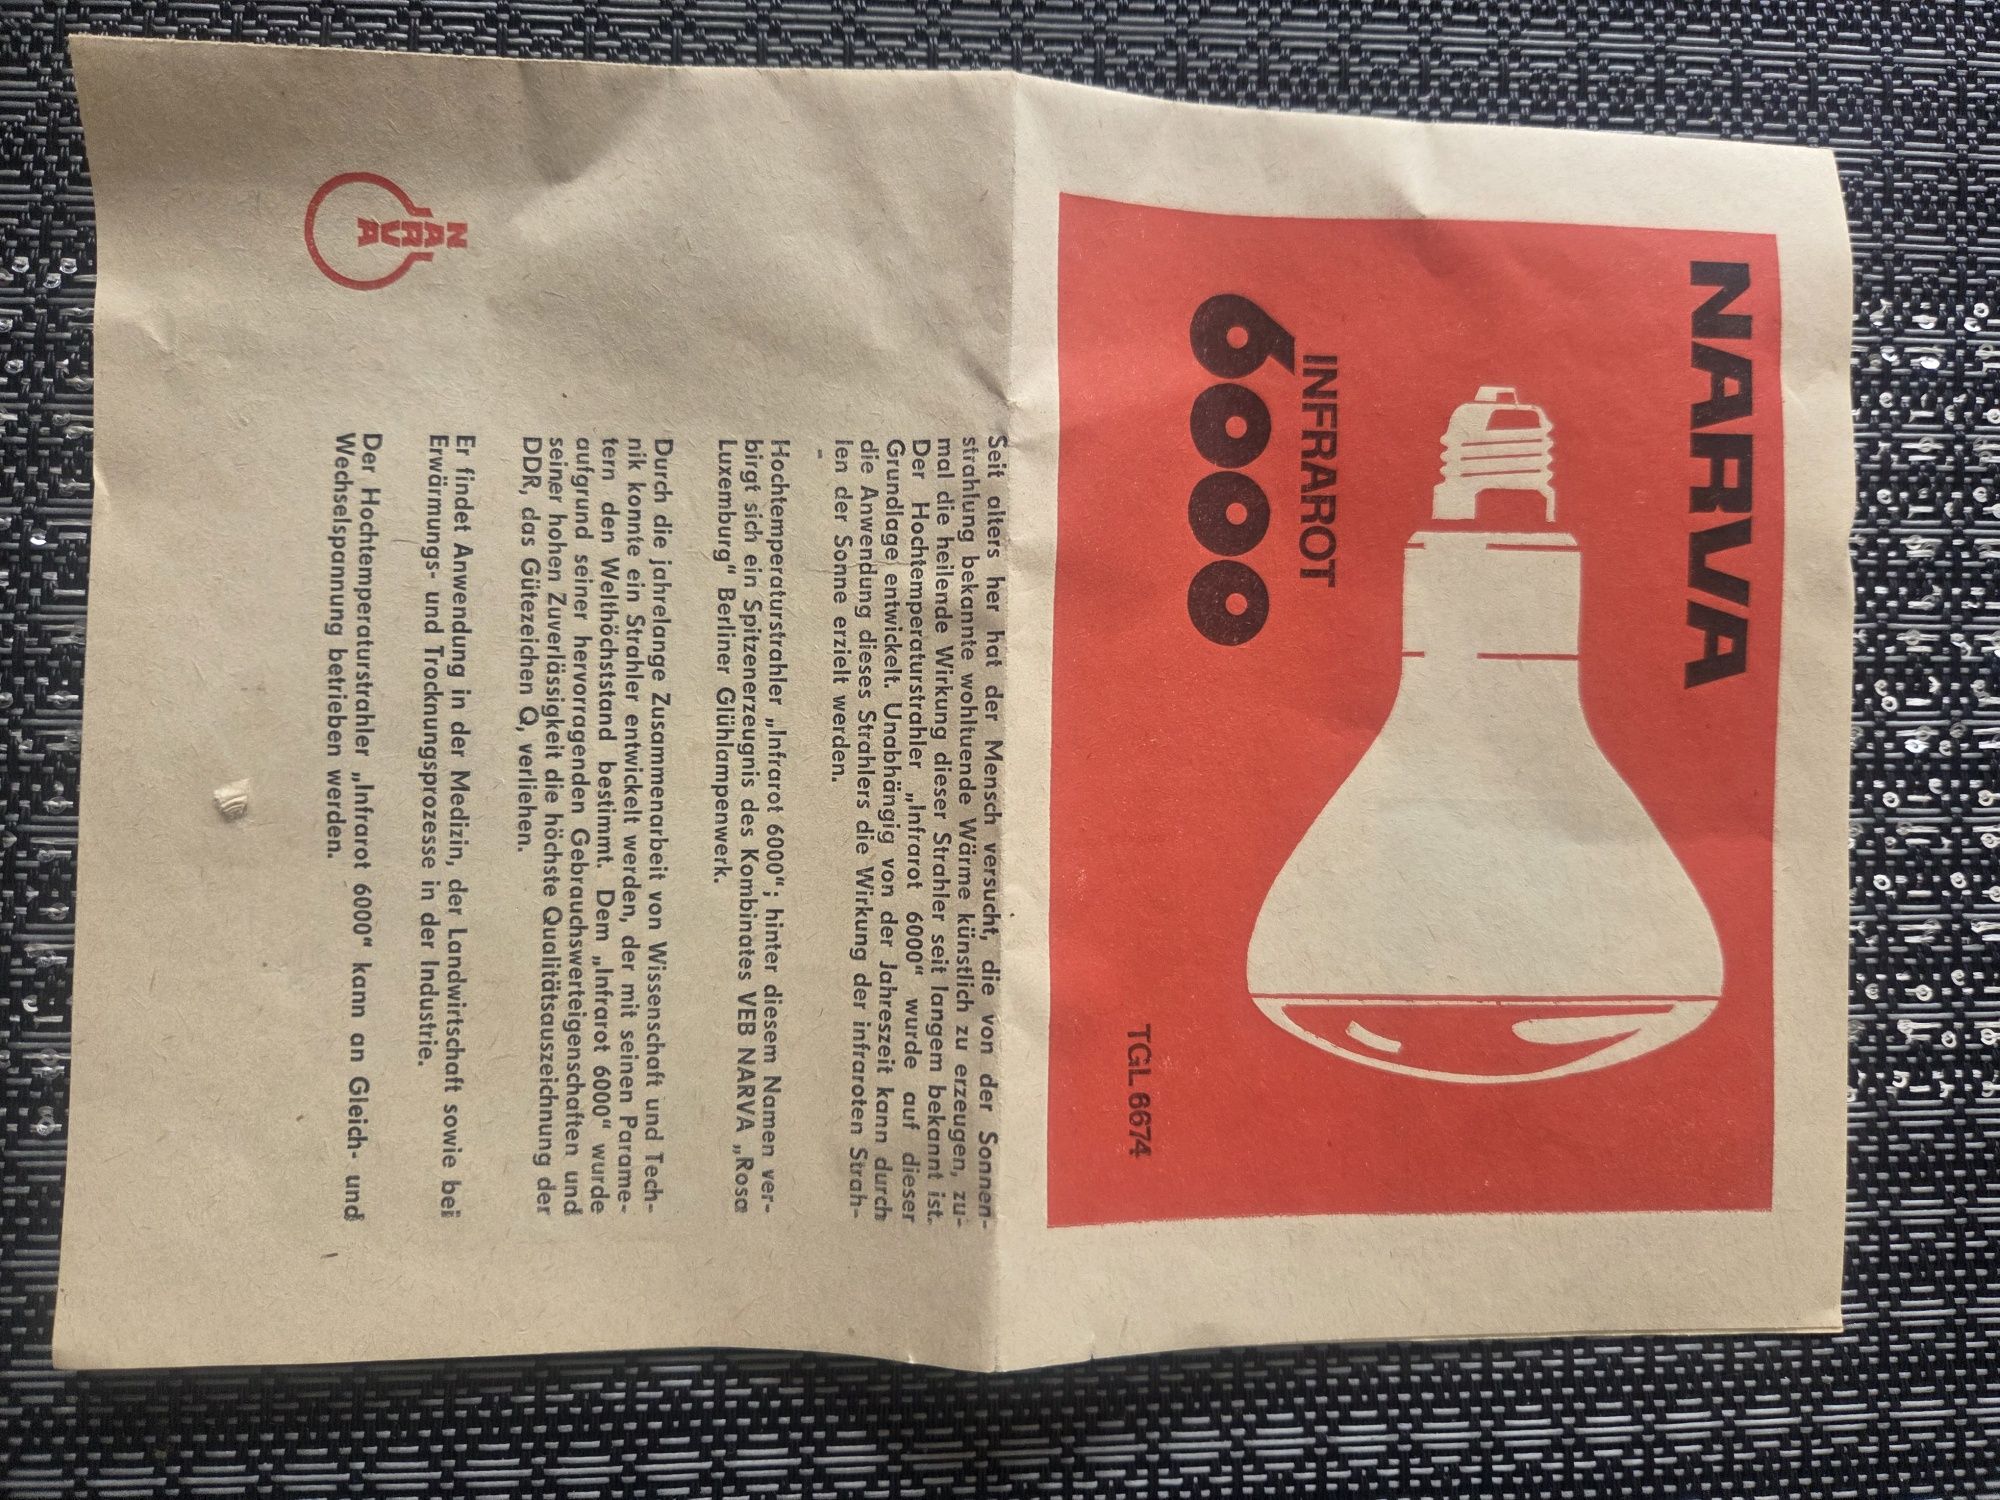 NARVA
INFRAROT
6000
TGL 6674
Seit alters her hat der Mensch versucht, die von der Sonnen-
strahlung bekannte wohltuende Wärme künstlich zu erzeugen, zu-
mal die heilende Wirkung dieser Strahler seit langem bekannt ist.
Der Hochtemperaturstrahler „Infrarot 6000“ wurde auf dieser
Grundlage entwickelt. Unabhängig von der Jahreszeit kann durch
die Anwendung dieses Strahlers die Wirkung der infraroten Strah-
len der Sonne erzielt werden.
Hochtemperaturstrahler „Infrarot 6000“; hinter diesem Namen ver-
birgt sich ein Spitzenerzeugnis des Kombinates VEB NARVA „Rosa
Luxemburg“ Berliner Glühlampenwerk.
Durch die jahrelange Zusammenarbeit von Wissenschaft und Tech-
nik konnte ein Strahler entwickelt werden, der mit seinen Parame-
tern den Welthöchststand bestimmt. Dem „Infrarot 6000“ wurde
aufgrund seiner hervorragenden Gebrauchswerteigenschaften und
seiner hohen Zuverlässigkeit die höchste Qualitätsauszeichnung der
DDR, das Gütezeichen Q, verliehen.
Er findet Anwendung in der Medizin, der Landwirtschaft sowie bei
Erwärmungs- und Trocknungsprozesse in der Industrie.
Der Hochtemperaturstrahler „Infrarot 6000“ kann an Gleich- und
Wechselspannung betrieben werden.
N
AR
VA